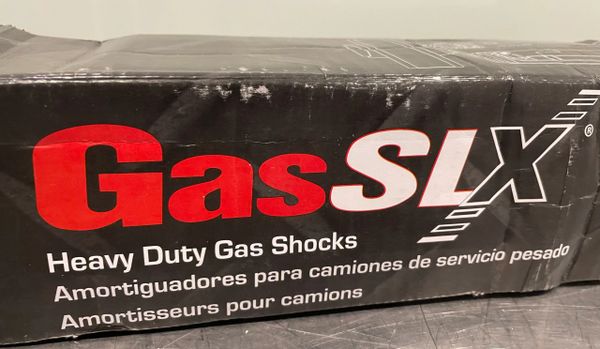 GasSLX®
Heavy Duty Gas Shocks
Amortiguadores para camiones de servicio pesado
Amortisseurs pour camions